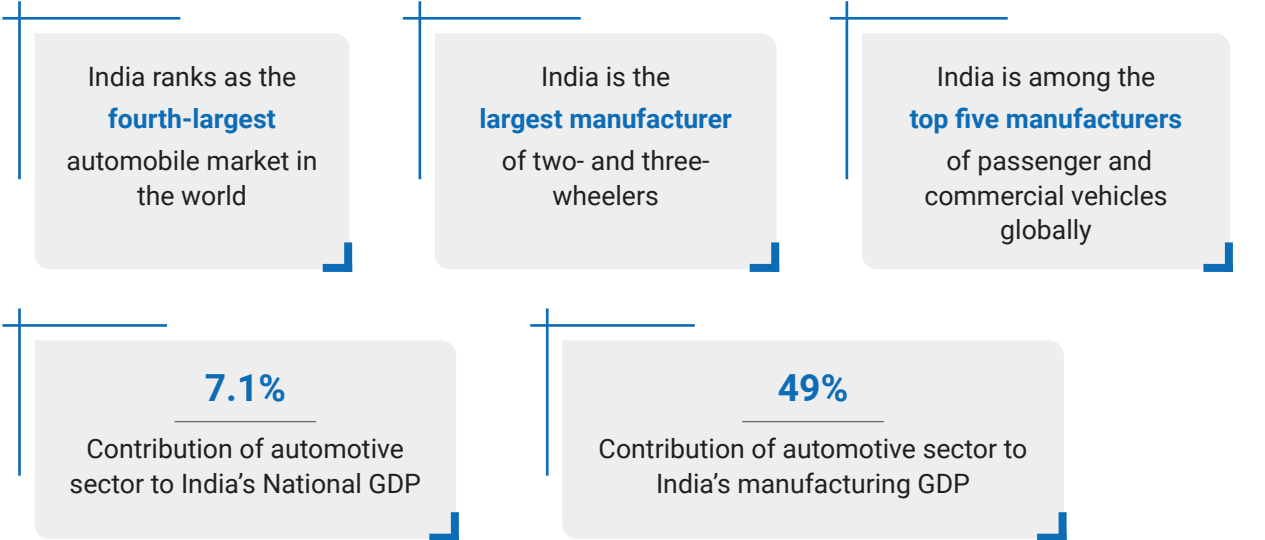 India ranks as the
fourth-largest
automobile market in
the world
India is the
largest manufacturer
of two- and three-
wheelers
India is among the
top five manufacturers
of passenger and
commercial vehicles
globally
7.1%
Contribution of automotive
sector to India’s National GDP
49%
Contribution of automotive sector to
India’s manufacturing GDP